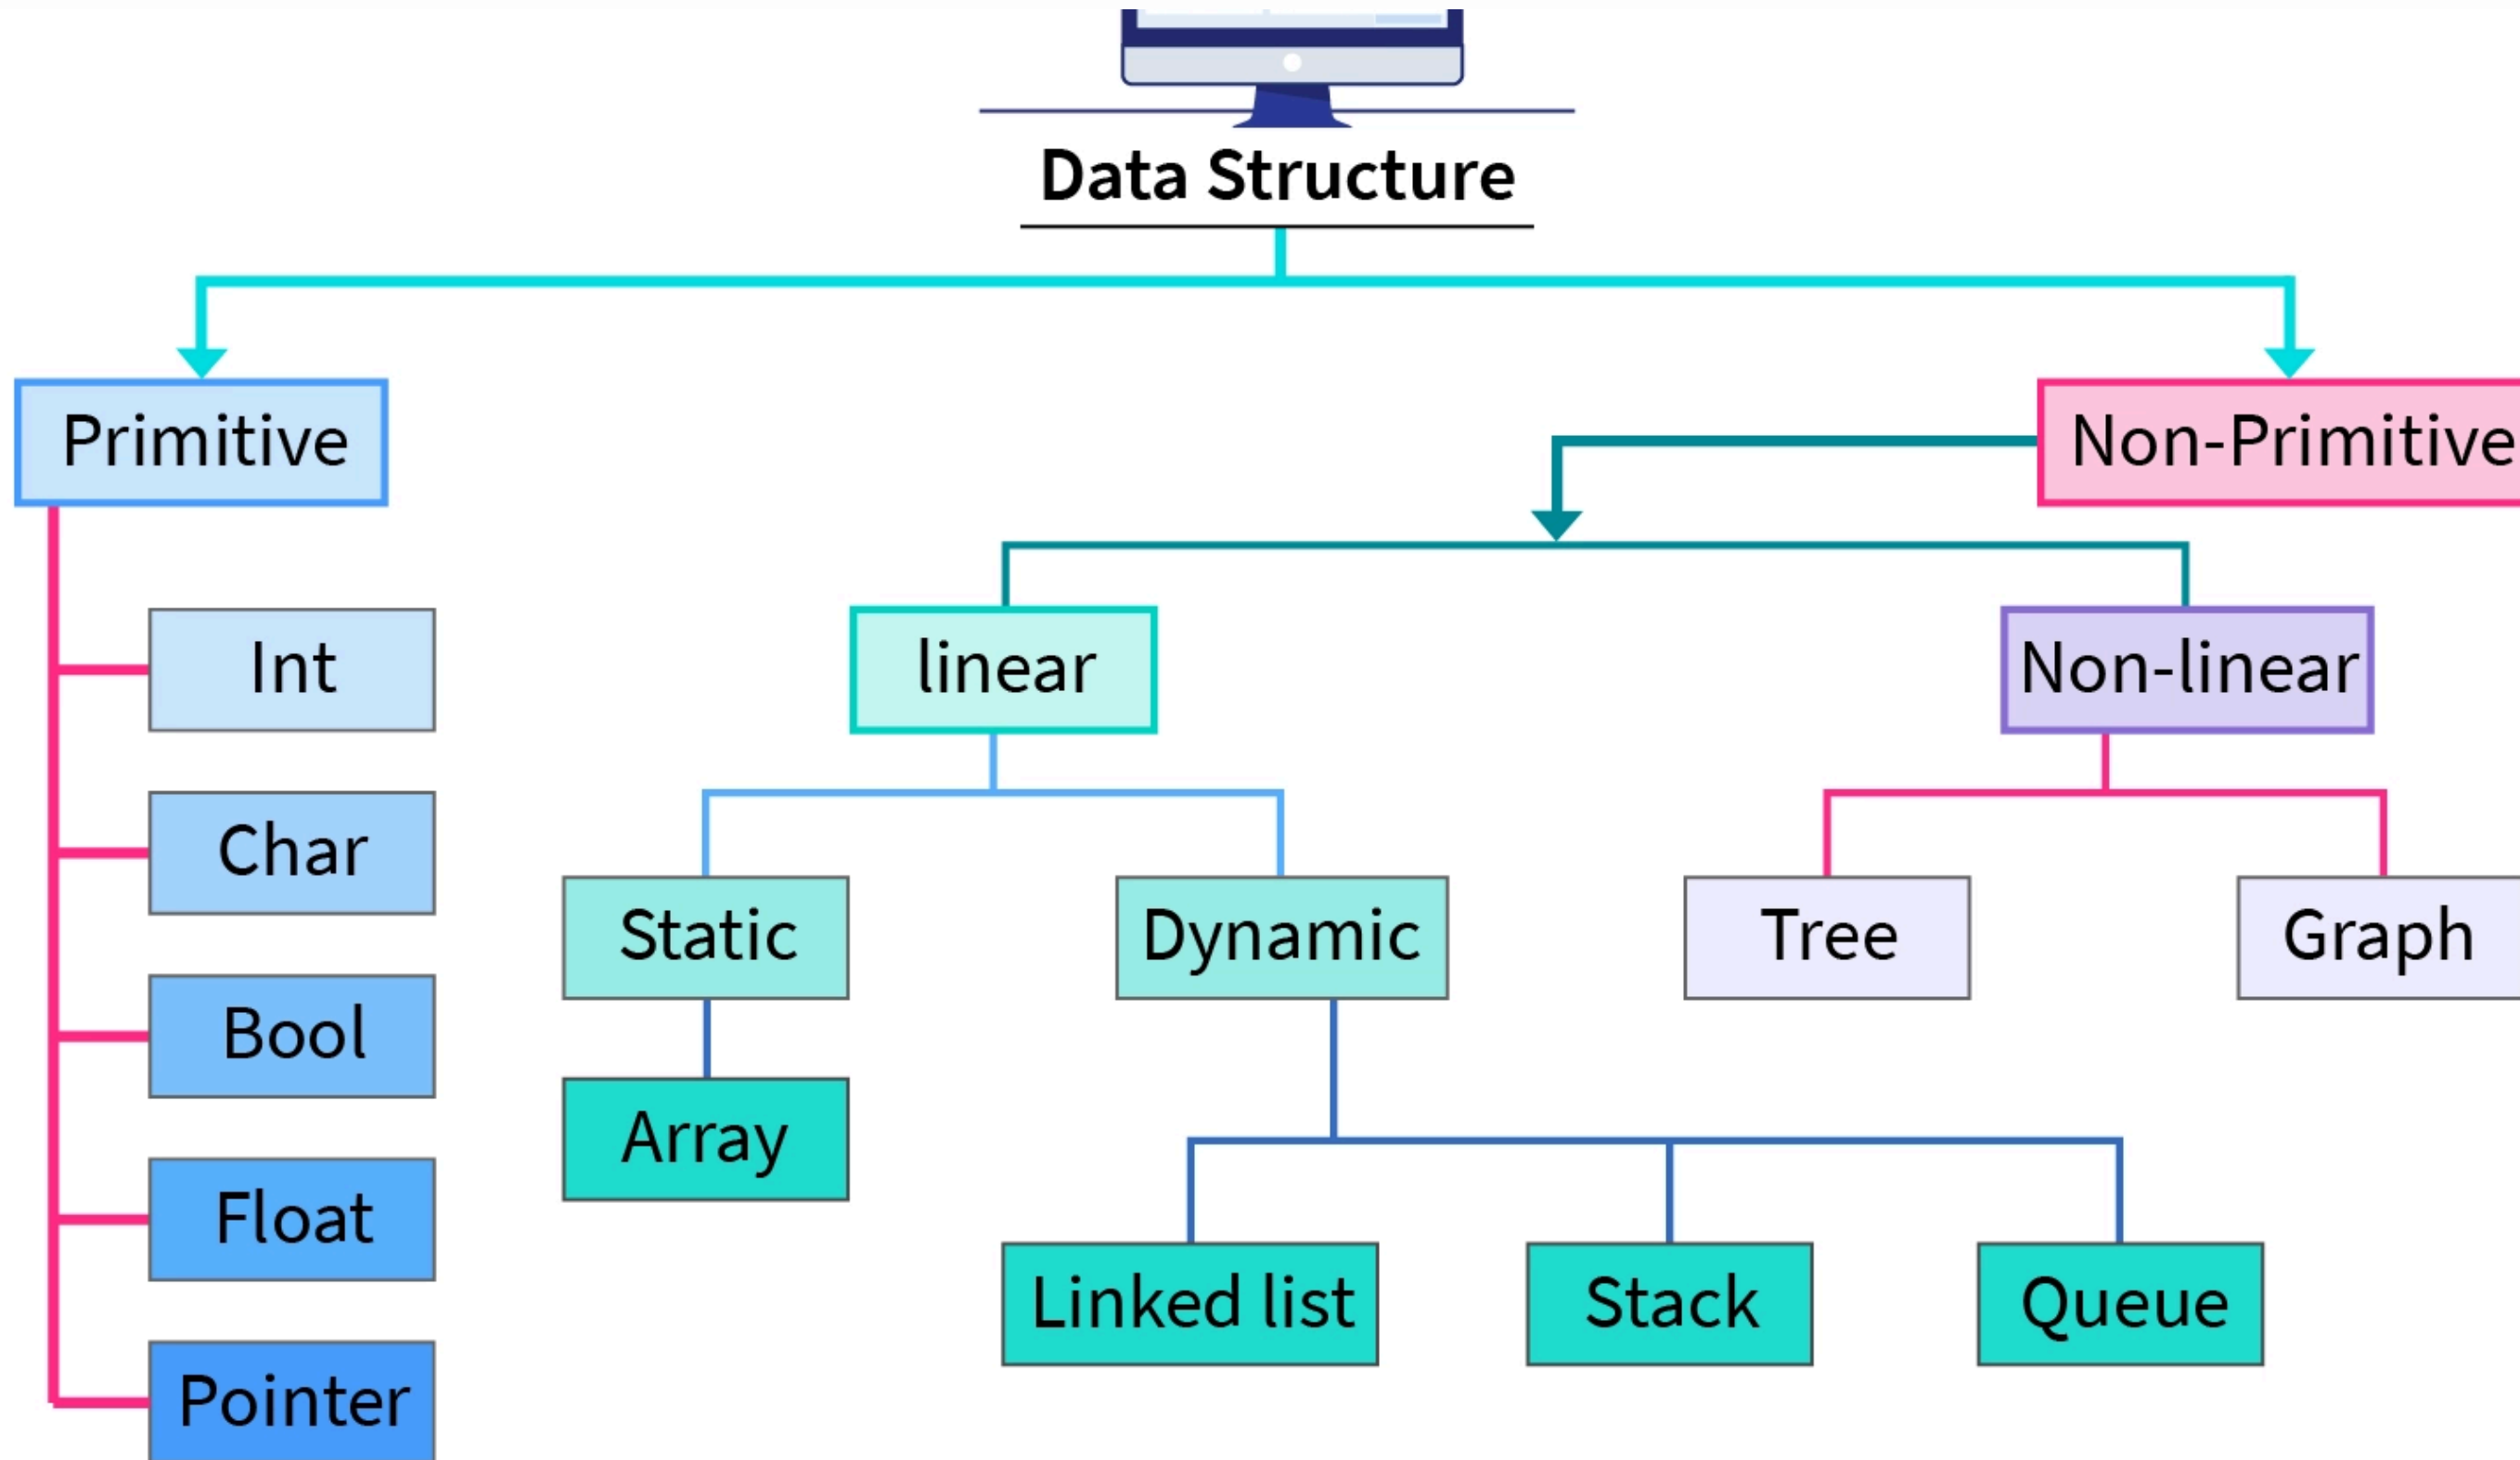 Data Structure
Primitive
Non-Primitive
linear
Non-linear
Int
Char
Bool
Float
Pointer
Static
Dynamic
Tree
Graph
Array
Linked list
Stack
Queue